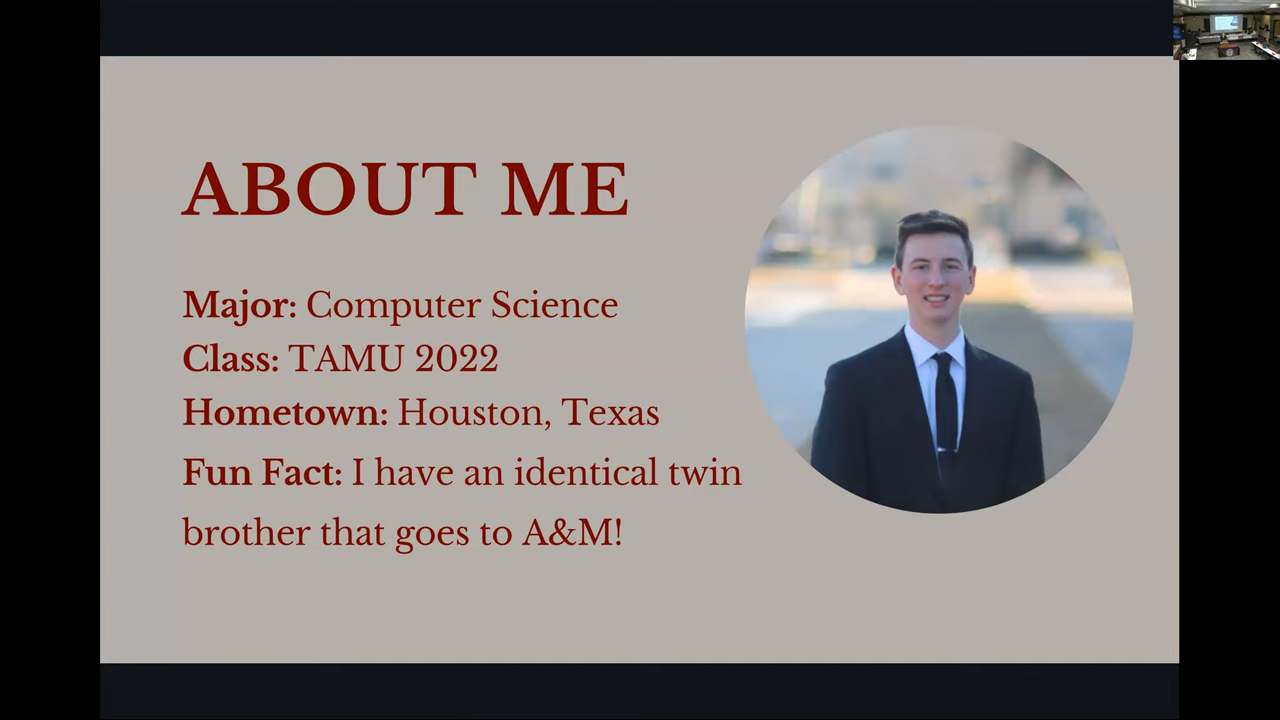 ABOUT ME
Major: Computer Science
Class: TAMU 2022
Hometown: Houston, Texas
Fun Fact: I have an identical twin
brother that goes to A&M!